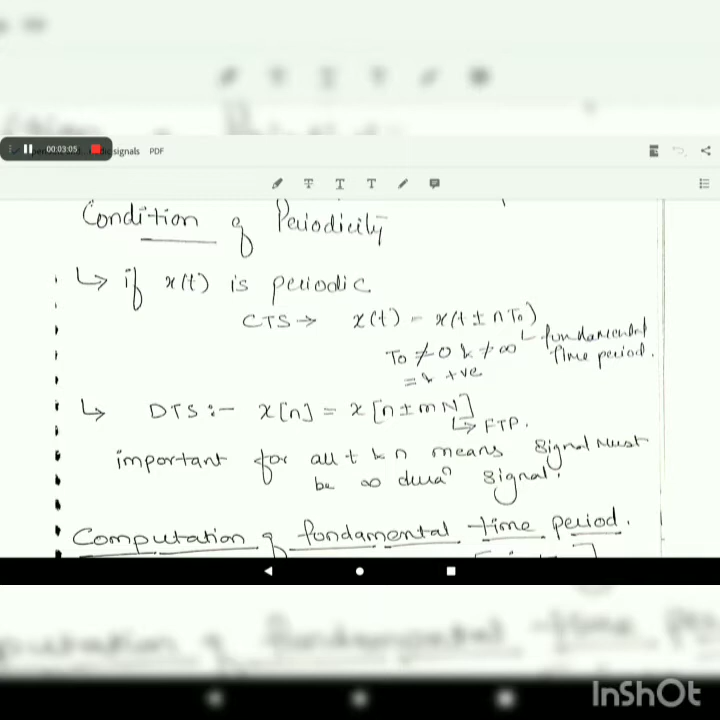 00:03:05 signals PDF
Condition of Periodicity
↳ if x(t) is periodic
CTS → x(t) = x(t ± nT₀)
↳ fundamental
Time period.
T₀ ≠ 0 & ≠ ∞
= & +ve
↳ DTS :- x[n] = x[n ± mN]
↳ FTP.
important for all t & n means signal must
be ∞ duraⁿ signal.
Computation of fundamental time period.
InShOt